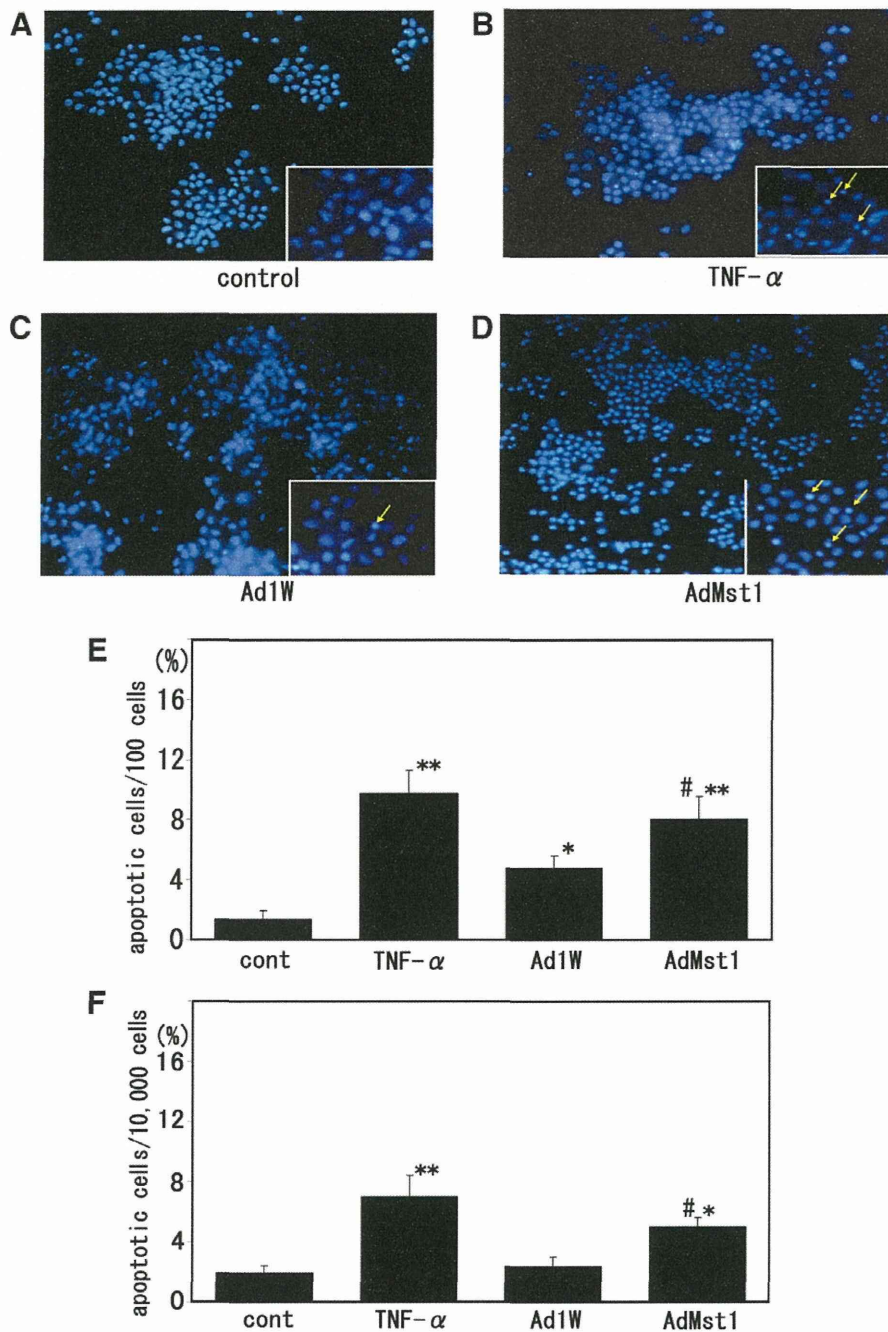 A
B
control
TNF-α
C
D
Ad1W
AdMst1
E
(%)
apoptotic cells/100 cells
16
12
8
4
0
**
*
# **
cont
TNF-α
Ad1W
AdMst1
F
(%)
apoptotic cells/10,000 cells
16
12
8
4
0
**
# *
cont
TNF-α
Ad1W
AdMst1